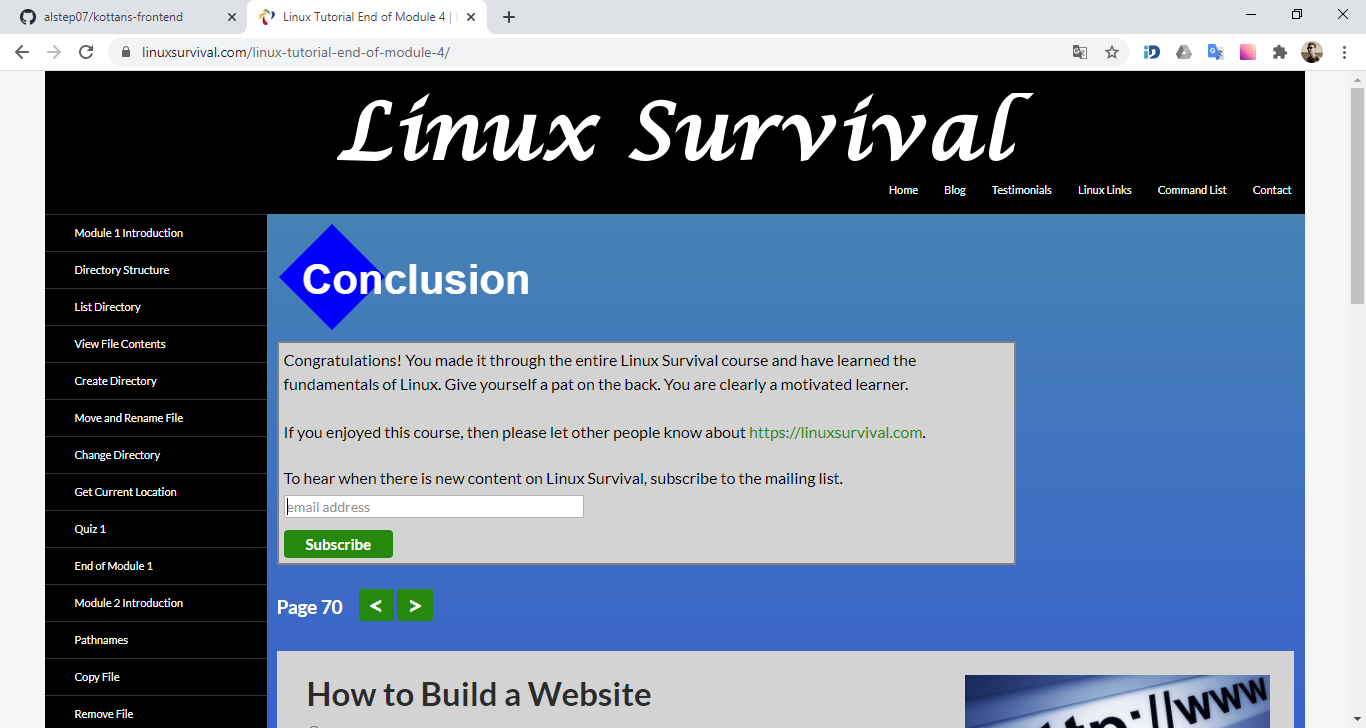 alstep07/kottans-frontend
Linux Tutorial End of Module 4 |
linuxsurvival.com/linux-tutorial-end-of-module-4/
Linux Survival
Home Blog Testimonials Linux Links Command List Contact
Module 1 Introduction
Directory Structure
List Directory
View File Contents
Create Directory
Move and Rename File
Change Directory
Get Current Location
Quiz 1
End of Module 1
Module 2 Introduction
Pathnames
Copy File
Remove File
Conclusion
Congratulations! You made it through the entire Linux Survival course and have learned the
fundamentals of Linux. Give yourself a pat on the back. You are clearly a motivated learner.
If you enjoyed this course, then please let other people know about https://linuxsurvival.com.
To hear when there is new content on Linux Survival, subscribe to the mailing list.
email address
Subscribe
Page 70 < >
How to Build a Website
http://www